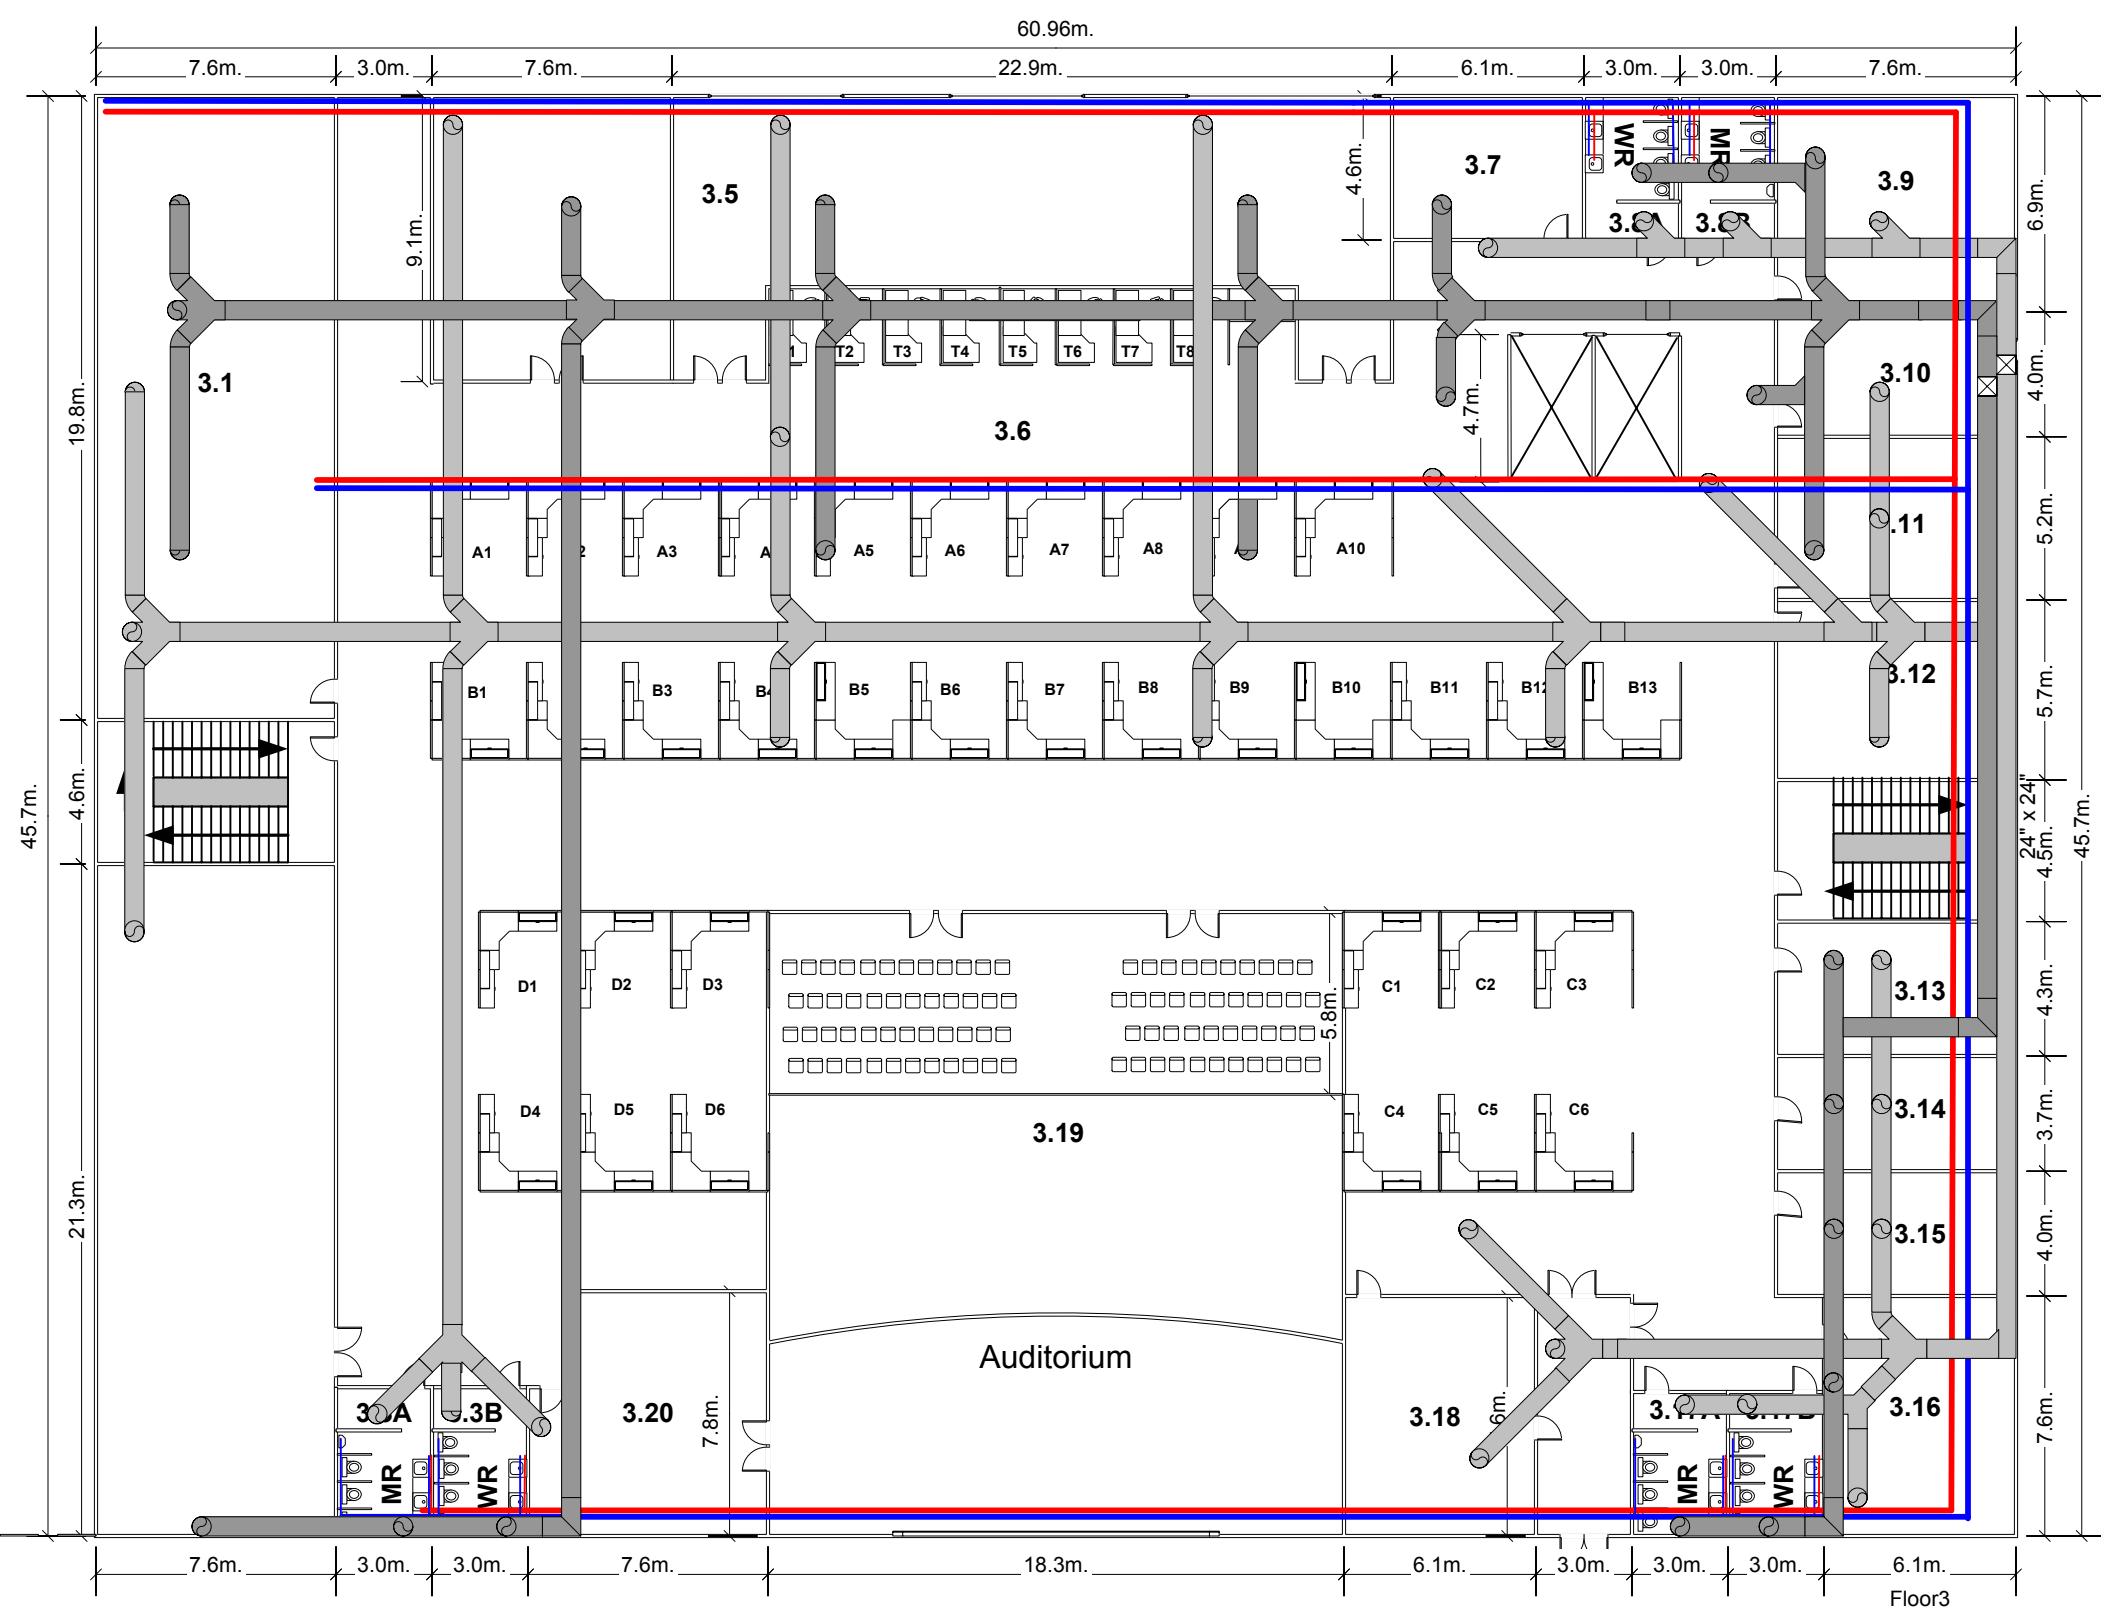 60.96m.
7.6m. 3.0m. 7.6m. 22.9m. 6.1m. 3.0m. 3.0m. 7.6m.
WR MR
3.5 3.7 3.9
4.6m. 6.9m.
9.1m.
T2 T3 T4 T5 T6 T7 T8
3.1 3.10
19.8m. 4.7m. 4.0m.
3.6
A1 A3 A5 A6 A7 A8 A10
5.2m.
B1 B3 B4 B5 B6 B7 B8 B9 B10 B11 B12 B13
3.12
5.7m.
45.7m. 4.6m. 24" x 24" 4.5m. 45.7m.
D1 D2 D3 C1 C2 C3
3.13
5.8m. 4.3m.
D4 D5 D6 C4 C5 C6
3.19 3.14
3.7m.
21.3m. 3.15
4.0m.
Auditorium
3.20 3.18 3.16
7.8m. 7.6m.
MR WR MR WR
7.6m. 3.0m. 3.0m. 7.6m. 18.3m. 6.1m. 3.0m. 3.0m. 3.0m. 6.1m.
Floor3